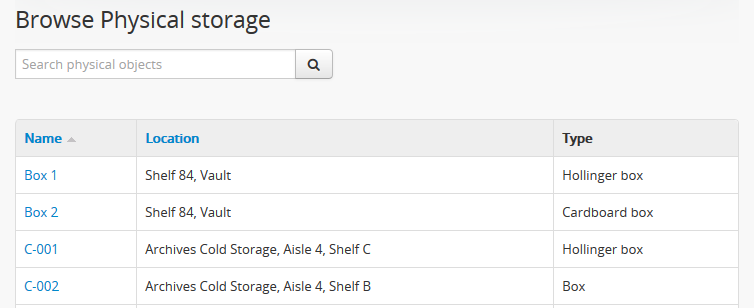 Browse Physical storage
Search physical objects
Name Location Type
Box 1 Shelf 84, Vault Hollinger box
Box 2 Shelf 84, Vault Cardboard box
C-001 Archives Cold Storage, Aisle 4, Shelf C Hollinger box
C-002 Archives Cold Storage, Aisle 4, Shelf B Box